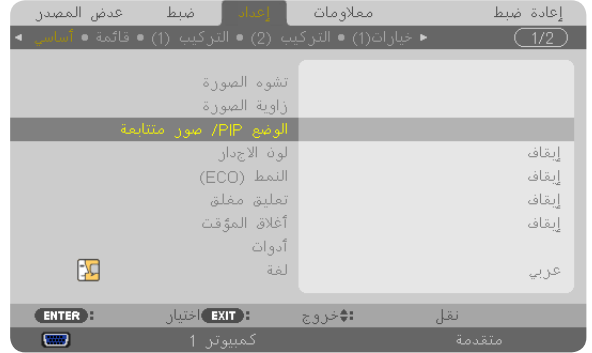 عرض المصدر ضبط إعداد معلاومات إعادة ضبط
أساسي ● قائمة ● التركيب (1) ● التركيب (2) ● خيارات(1) 1/2
تشوه الصورة
زاوية الصورة
الوضع PIP/ صور متتابعة
لون الاجدار إيقاف
النمط (ECO) إيقاف
تعليق مغلق إيقاف
أغلاق المؤقت إيقاف
أدوات
لغة عربي
ENTER: اختيار EXIT: خروج :نقل
كمبيوتر 1 متقدمة